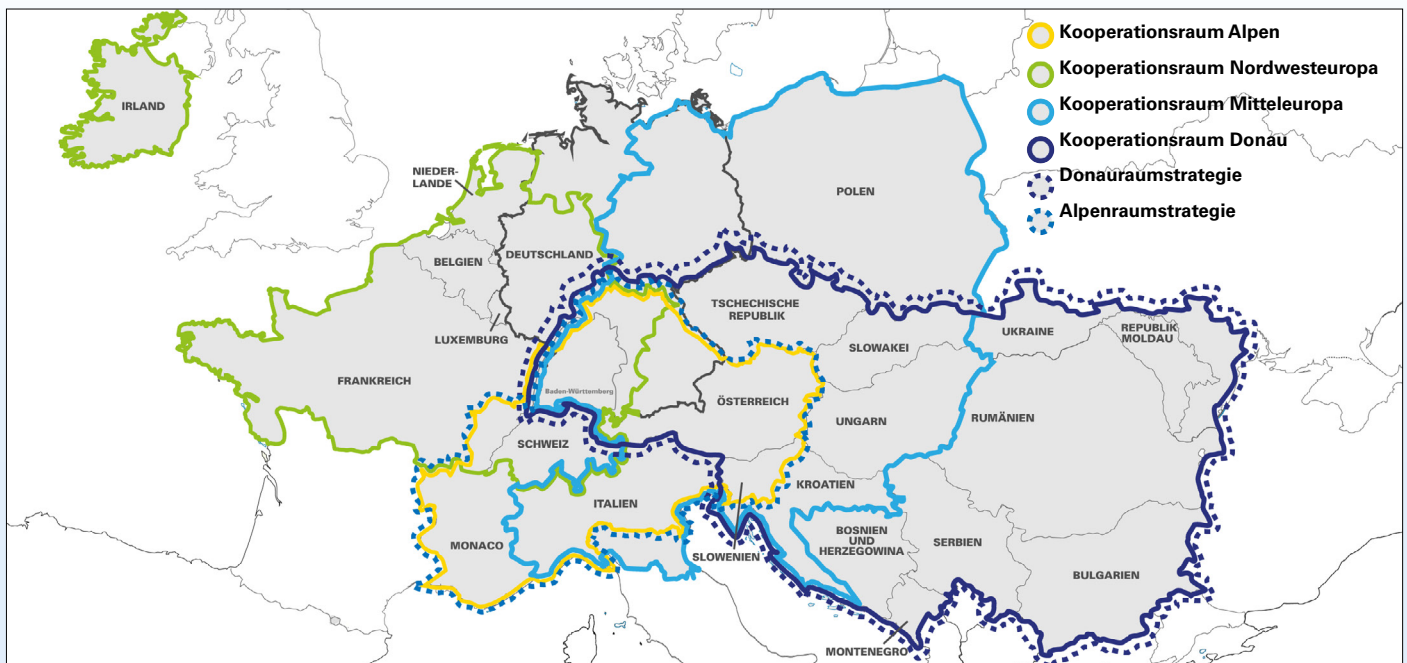 Kooperationsraum Alpen
Kooperationsraum Nordwesteuropa
Kooperationsraum Mitteleuropa
Kooperationsraum Donau
Donauraumstrategie
Alpenraumstrategie
IRLAND
NIEDER-
LANDE
POLEN
BELGIEN
DEUTSCHLAND
TSCHECHISCHE
REPUBLIK
UKRAINE
REPUBLIK
MOLDAU
LUXEMBURG
SLOWAKEI
FRANKREICH
Baden-Württemberg
ÖSTERREICH
UNGARN
RUMÄNIEN
SCHWEIZ
KROATIEN
ITALIEN
BOSNIEN
UND
HERZEGOWINA
MONACO
SLOWENIEN
SERBIEN
BULGARIEN
MONTENEGRO